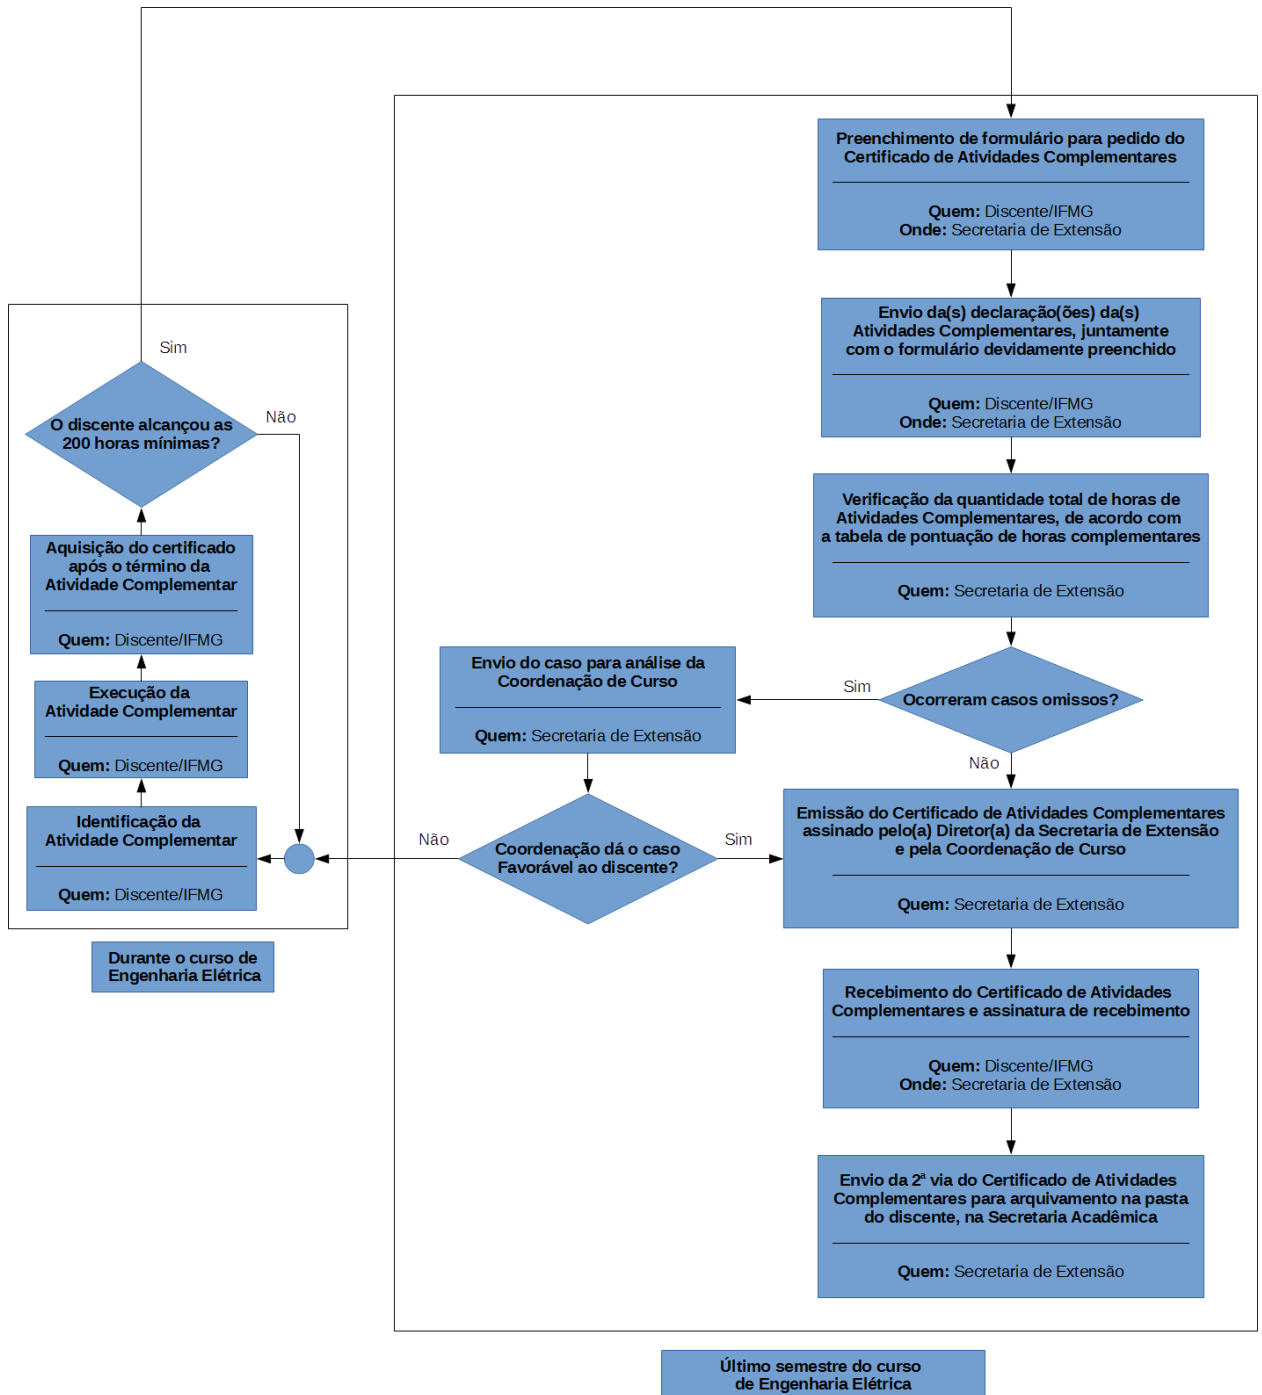 Preenchimento de formulário para pedido do
Certificado de Atividades Complementares
Quem: Discente/IFMG
Onde: Secretaria de Extensão
Envio da(s) declaração(ões) da(s)
Atividades Complementares, juntamente
com o formulário devidamente preenchido
Quem: Discente/IFMG
Onde: Secretaria de Extensão
Sim
O discente alcançou as
200 horas mínimas?
Não
Verificação da quantidade total de horas de
Atividades Complementares, de acordo com
a tabela de pontuação de horas complementares
Quem: Secretaria de Extensão
Aquisição do certificado
após o término da
Atividade Complementar
Quem: Discente/IFMG
Envio do caso para análise da
Coordenação de Curso
Quem: Secretaria de Extensão
Sim
Ocorreram casos omissos?
Não
Execução da
Atividade Complementar
Quem: Discente/IFMG
Identificação da
Atividade Complementar
Quem: Discente/IFMG
Não
Coordenação dá o caso
Favorável ao discente?
Sim
Emissão do Certificado de Atividades Complementares
assinado pelo(a) Diretor(a) da Secretaria de Extensão
e pela Coordenação de Curso
Quem: Secretaria de Extensão
Durante o curso de
Engenharia Elétrica
Recebimento do Certificado de Atividades
Complementares e assinatura de recebimento
Quem: Discente/IFMG
Onde: Secretaria de Extensão
Envio da 2ª via do Certificado de Atividades
Complementares para arquivamento na pasta
do discente, na Secretaria Acadêmica
Quem: Secretaria de Extensão
Último semestre do curso
de Engenharia Elétrica